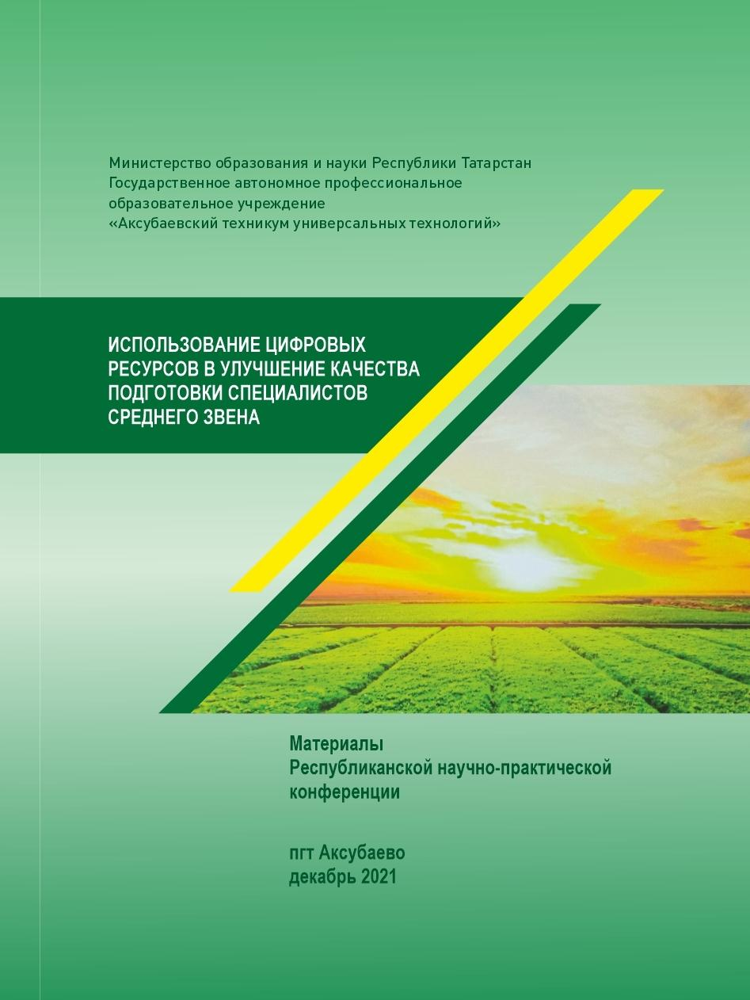 Министерство образования и науки Республики Татарстан
Государственное автономное профессиональное
образовательное учреждение
«Аксубаевский техникум универсальных технологий»
ИСПОЛЬЗОВАНИЕ ЦИФРОВЫХ
РЕСУРСОВ В УЛУЧШЕНИЕ КАЧЕСТВА
ПОДГОТОВКИ СПЕЦИАЛИСТОВ
СРЕДНЕГО ЗВЕНА
Материалы
Республиканской научно-практической
конференции
пгт Аксубаево
декабрь 2021